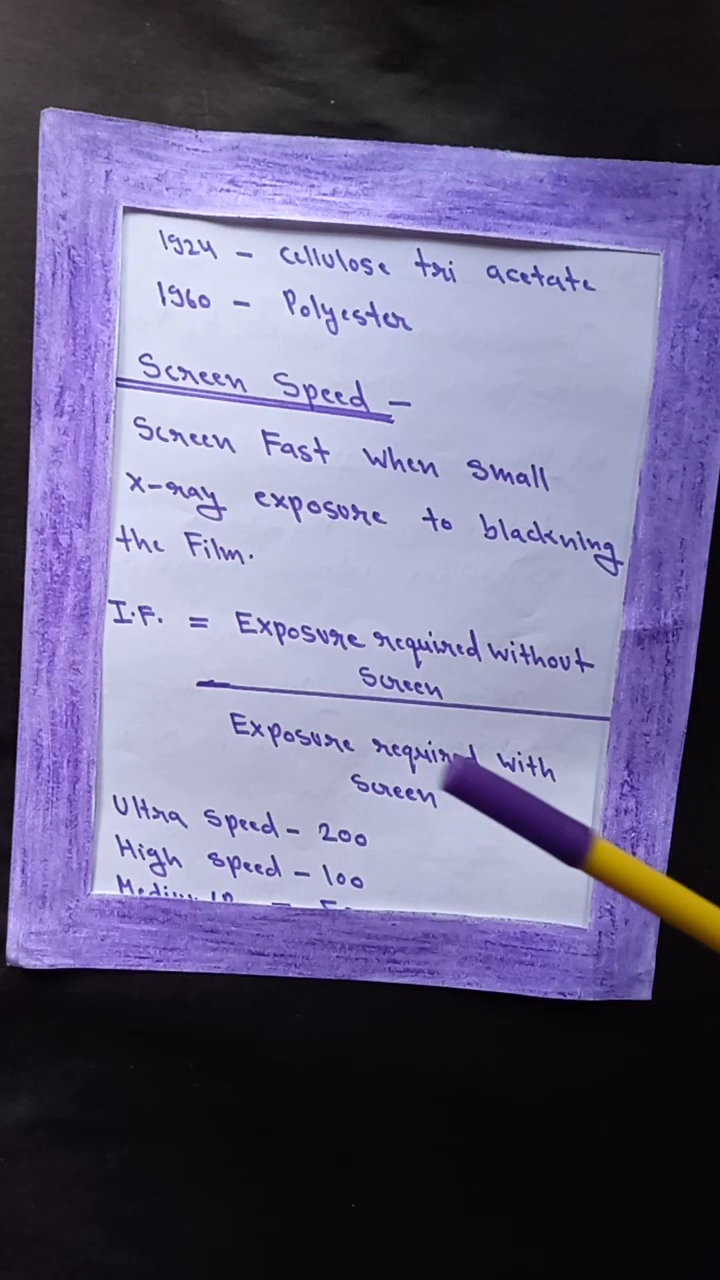 1924 - Cellulose tri acetate
1960 - Polyester
Screen Speed -
Screen Fast when small
X-ray exposure to blackning
the Film.
I.F. = Exposure required without
Screen
Exposure required with
Screen
Ultra speed - 200
High speed - 100